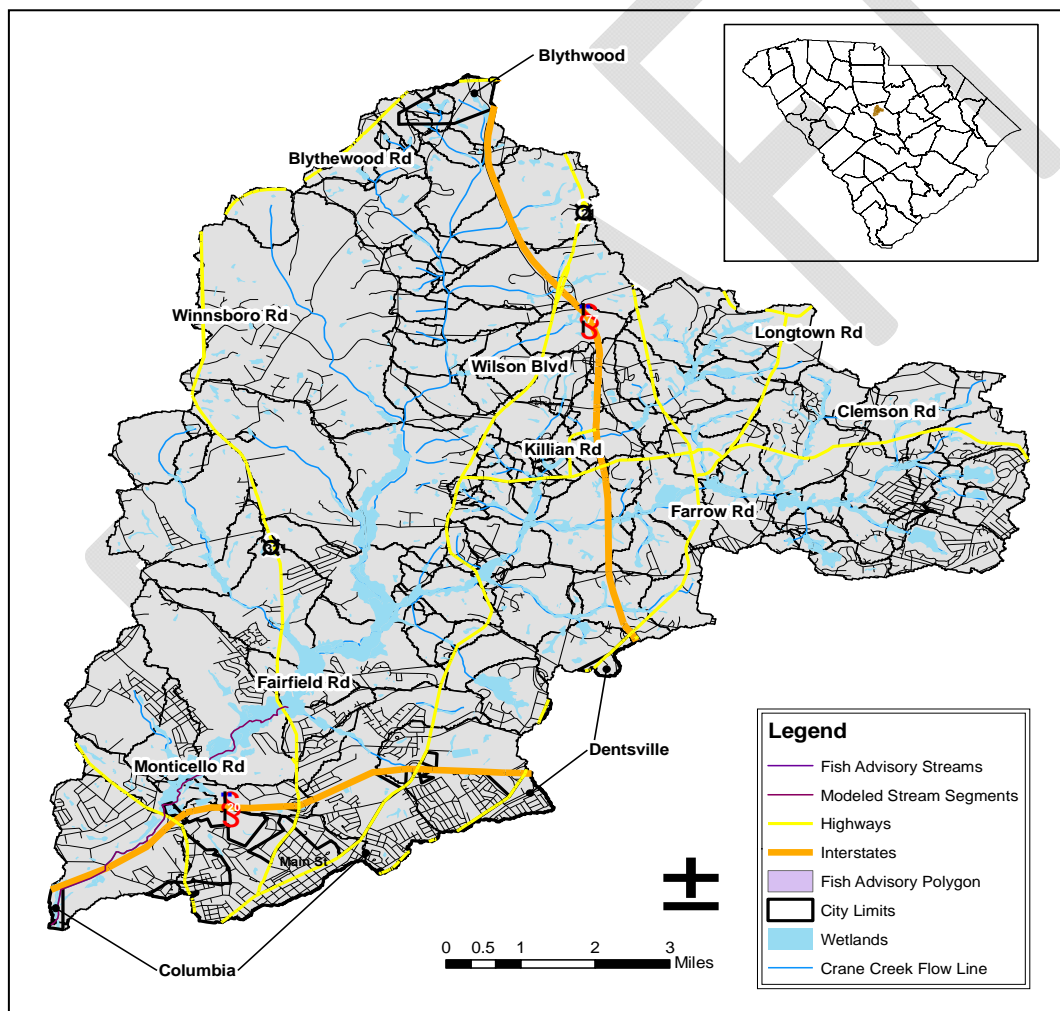 Blythwood
Blythewood Rd
Winnsboro Rd
Longtown Rd
Wilson Blvd
Clemson Rd
Killian Rd
Farrow Rd
Fairfield Rd
Dentsville
Monticello Rd
Main St
Columbia
0 0.5 1 2 3
Miles
Legend
Fish Advisory Streams
Modeled Stream Segments
Highways
Interstates
Fish Advisory Polygon
City Limits
Wetlands
Crane Creek Flow Line